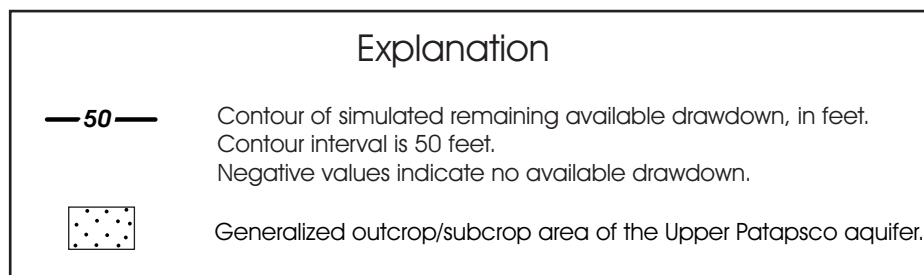 Explanation
50
Contour of simulated remaining available drawdown, in feet.
Contour interval is 50 feet.
Negative values indicate no available drawdown.
Generalized outcrop/subcrop area of the Upper Patapsco aquifer.